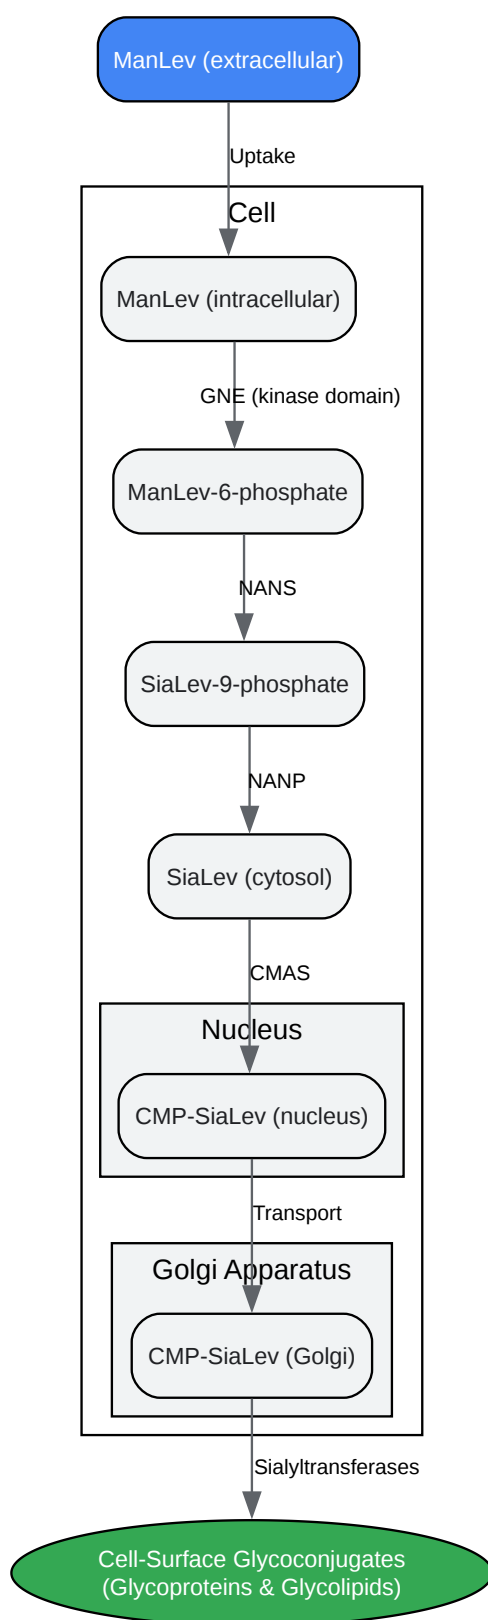 ManLev (extracellular)
Uptake
Cell
ManLev (intracellular)
GNE (kinase domain)
ManLev-6-phosphate
NANS
SiaLev-9-phosphate
NANP
SiaLev (cytosol)
CMAS
Nucleus
CMP-SiaLev (nucleus)
Transport
Golgi Apparatus
CMP-SiaLev (Golgi)
Sialyltransferases
Cell-Surface Glycoconjugates
(Glycoproteins & Glycolipids)